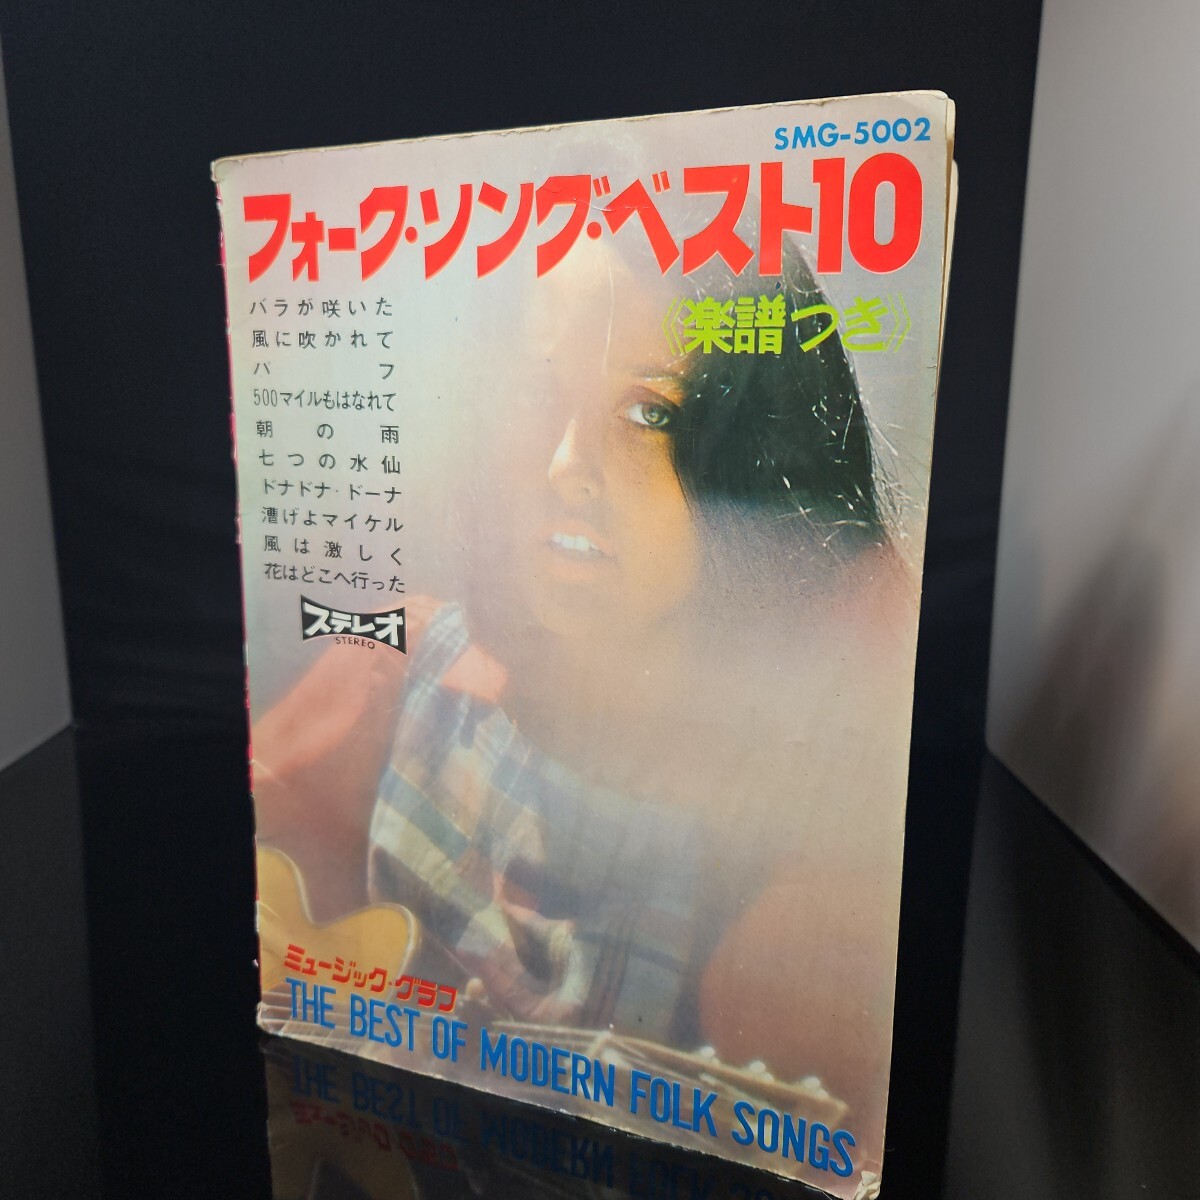 SMG-5002
フォーク・ソング・ベスト10
《楽譜つき》
バラが咲いた
風に吹かれて
パフ
500マイルもはなれて
朝の雨
七つの水仙
ドナドナ・ドーナ
漕げよマイケル
風は激しく
花はどこへ行った
ステレオ
STEREO
ミュージック・グラフ
THE BEST OF MODERN FOLK SONGS